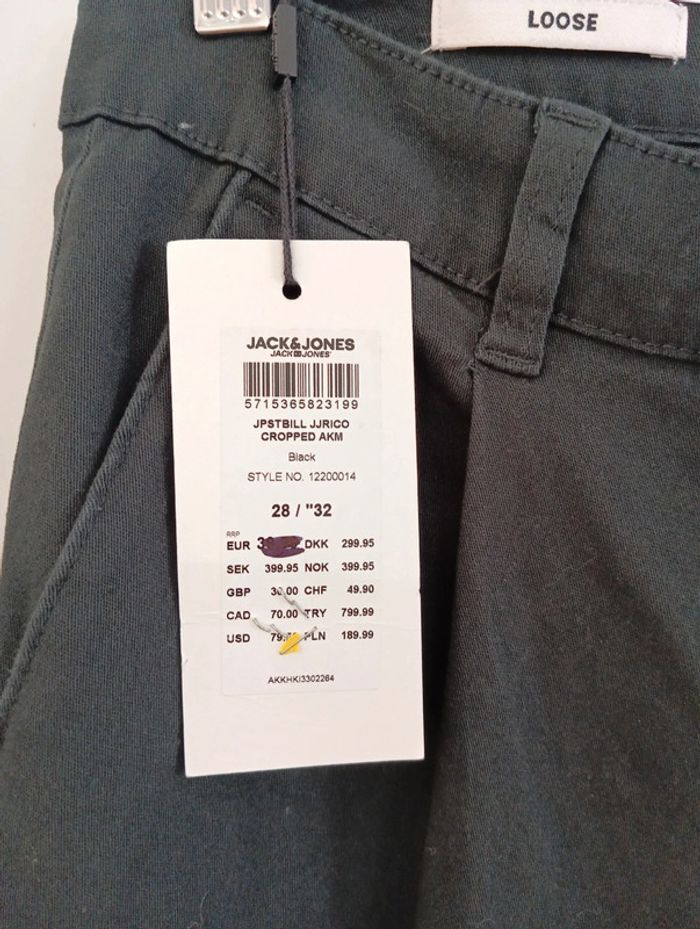 LOOSE
JACK&JONES
JACK JONES
5715365823199
JPSTBILL JJRICO
CROPPED AKM
Black
STYLE NO. 12200014
28 / "32
RRP
EUR DKK 299.95
SEK 399.95 NOK 399.95
GBP 30.00 CHF 49.90
CAD 70.00 TRY 799.99
USD PLN 189.99
AKKHKI3302264